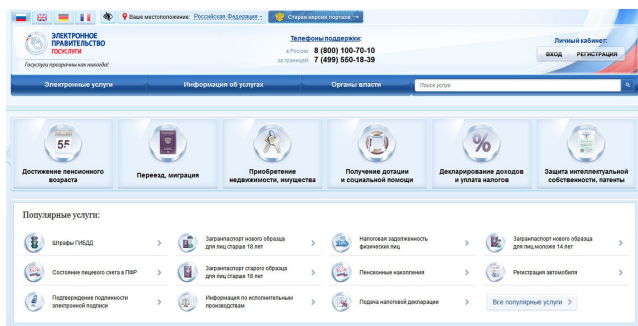 Ваше местоположение: Российская Федерация
Старая версия портала →
ЭЛЕКТРОННОЕ
ПРАВИТЕЛЬСТВО
ГОСУСЛУГИ
Госуслуги прозрачны как никогда!
Телефоны поддержки:
в России 8 (800) 100-70-10
за границей 7 (499) 550-18-39
Личный кабинет:
ВХОД РЕГИСТРАЦИЯ
Электронные услуги Информация об услугах Органы власти Поиск услуг
55
%
Достижение пенсионного
возраста
Переезд, миграция
Приобретение
недвижимости, имущества
Получение дотации
и социальной помощи
Декларирование доходов
и уплата налогов
Защита интеллектуальной
собственности, патенты
Популярные услуги:
Штрафы ГИБДД
Загранпаспорт нового образца
для лиц старше 18 лет
Налоговая задолженность
физических лиц
Загранпаспорт нового образца
для лиц моложе 14 лет
Состояние лицевого счета в ПФР
Загранпаспорт старого образца
для лиц старше 18 лет
Пенсионные накопления
Регистрация автомобиля
Подтверждение подлинности
электронной подписи
Информация по исполнительным
производствам
Подача налоговой декларации
Все популярные услуги